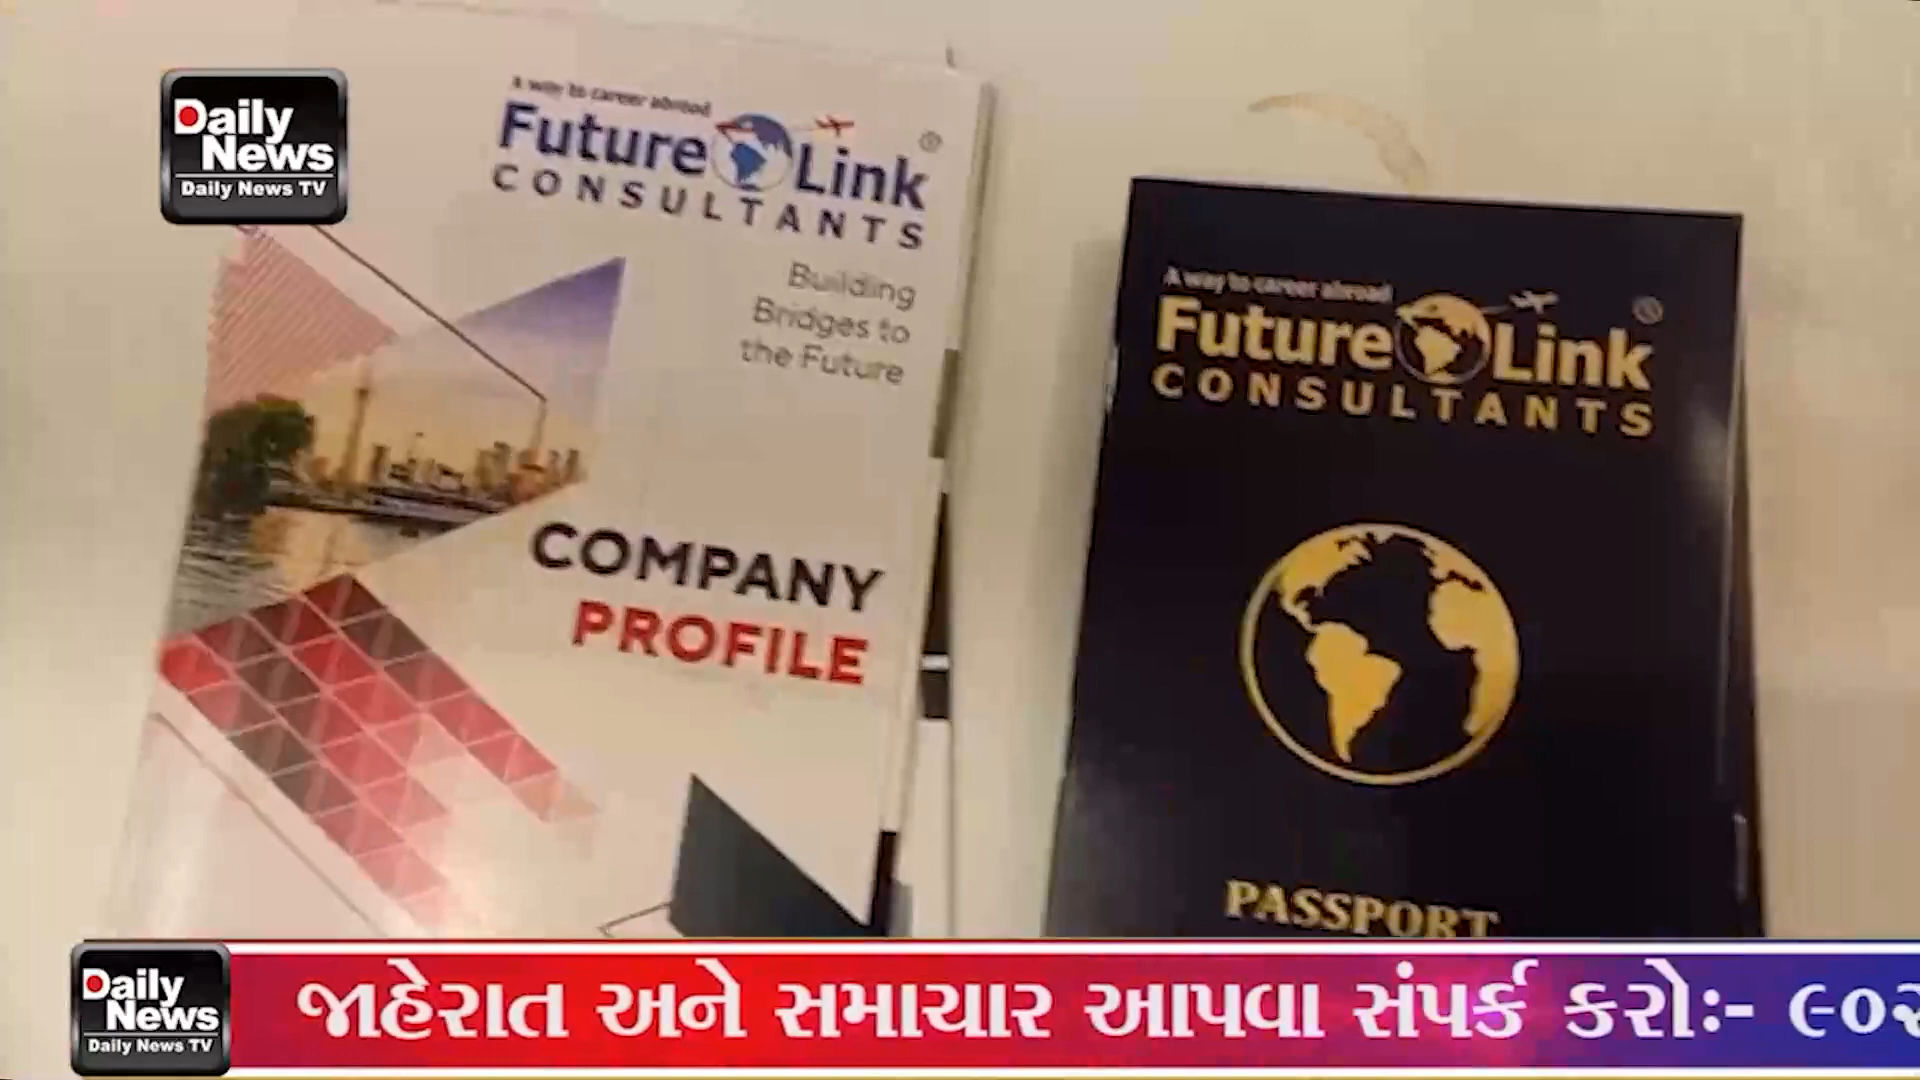 Daily
News
Daily News TV
A way to career abroad
Future Link
CONSULTANTS
Building
Bridges to
the Future
COMPANY
PROFILE
A way to career abroad
Future Link
CONSULTANTS
PASSPORT
Daily
News
Daily News TV
જાહેરાત અને સમાચાર આપવા સંપર્ક કરોઃ- ૯૦૨